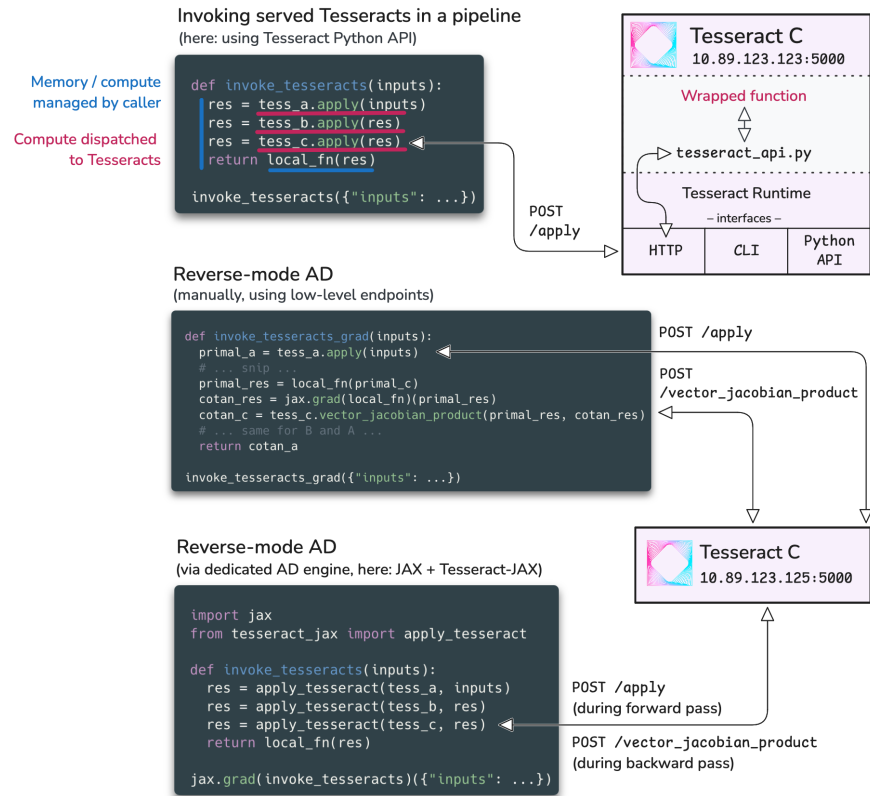 Invoking served Tesseracts in a pipeline
(here: using Tesseract Python API)
Memory / compute
managed by caller
Compute dispatched
to Tesseracts
def invoke_tesseracts(inputs):
  res = tess_a.apply(inputs)
  res = tess_b.apply(res)
  res = tess_c.apply(res)
  return local_fn(res)
invoke_tesseracts({"inputs": ...})
POST
/apply
Tesseract C
10.89.123.123:5000
Wrapped function
tesseract_api.py
Tesseract Runtime
– interfaces –
HTTP
CLI
Python
API
Reverse-mode AD
(manually, using low-level endpoints)
def invoke_tesseracts_grad(inputs):
  primal_a = tess_a.apply(inputs)
  # ... snip ...
  primal_res = local_fn(primal_c)
  cotan_res = jax.grad(local_fn)(primal_res)
  cotan_c = tess_c.vector_jacobian_product(primal_res, cotan_res)
  # ... same for B and A ...
  return cotan_a
invoke_tesseracts_grad({"inputs": ...})
POST /apply
POST
/vector_jacobian_product
Tesseract C
10.89.123.125:5000
Reverse-mode AD
(via dedicated AD engine, here: JAX + Tesseract-JAX)
import jax
from tesseract_jax import apply_tesseract
def invoke_tesseracts(inputs):
  res = apply_tesseract(tess_a, inputs)
  res = apply_tesseract(tess_b, res)
  res = apply_tesseract(tess_c, res)
  return local_fn(res)
jax.grad(invoke_tesseracts)({"inputs": ...})
POST /apply
(during forward pass)
POST /vector_jacobian_product
(during backward pass)